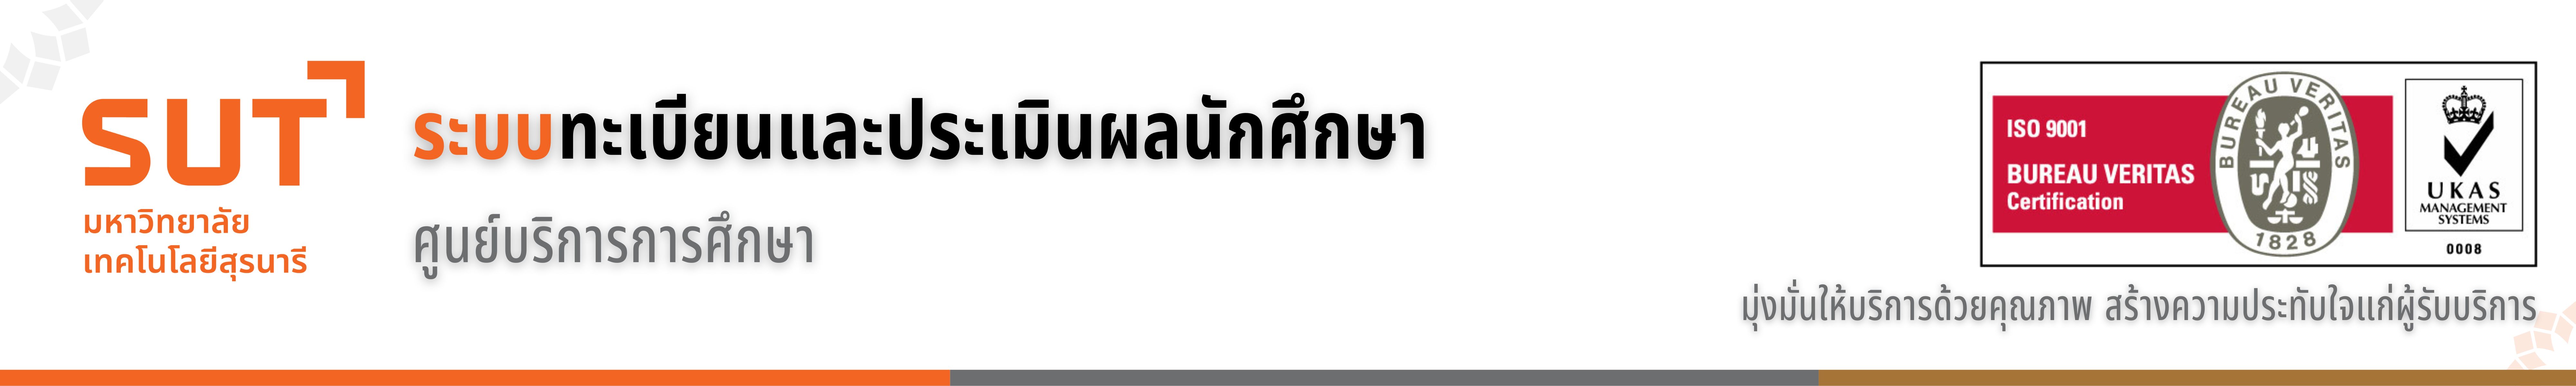 SUT
มหาวิทยาลัย
เทคโนโลยีสุรนารี
ระบบทะเบียนและประเมินผลนักศึกษา
ศูนย์บริการการศึกษา
ISO 9001
BUREAU VERITAS
Certification
BUREAU VERITAS
1828
UKAS
MANAGEMENT
SYSTEMS
0008
มุ่งมั่นให้บริการด้วยคุณภาพ สร้างความประทับใจแก่ผู้รับบริการ